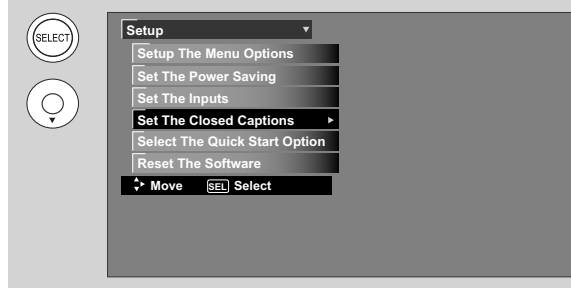 SELECT
Setup
Setup The Menu Options
Set The Power Saving
Set The Inputs
Set The Closed Captions
Select The Quick Start Option
Reset The Software
Move SEL Select